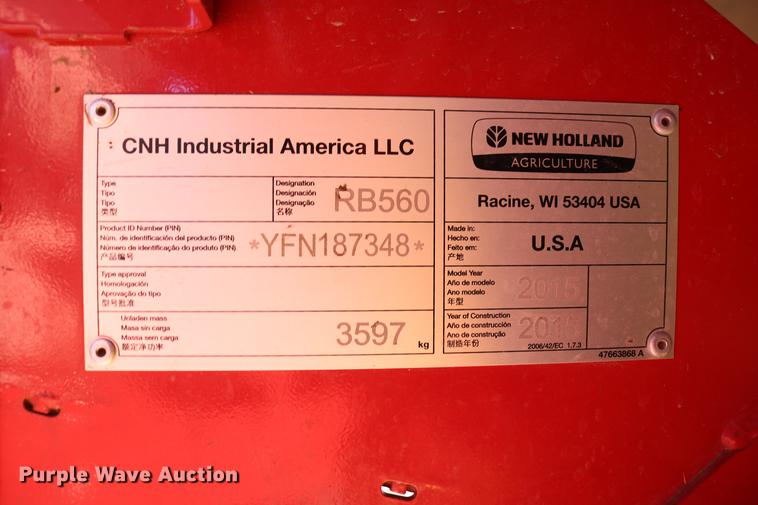 CNH Industrial America LLC
Type
Tipo
Tipo
类型
Designation
Designación
Designação
名称
RB560
Product ID Number (PIN)
Núm. de identificación del producto (PIN)
Número de identificação do produto (PIN)
产品编号
*YFN187348*
Type approval
Homologación
Aprovação do tipo
型号批准
Unladen mass
Masa sin carga
Massa sem carga
额定净功率
3597 kg
NEW HOLLAND
AGRICULTURE
Racine, WI 53404 USA
Made in:
Hecho en:
Feito em:
产地
U.S.A
Model Year
Año de modelo
Ano modelo
年型
2015
Year of Construction
Año de construcción
Ano de construção
制造年份
2006/42/EC 1.7.3
47663868 A
Purple Wave Auction